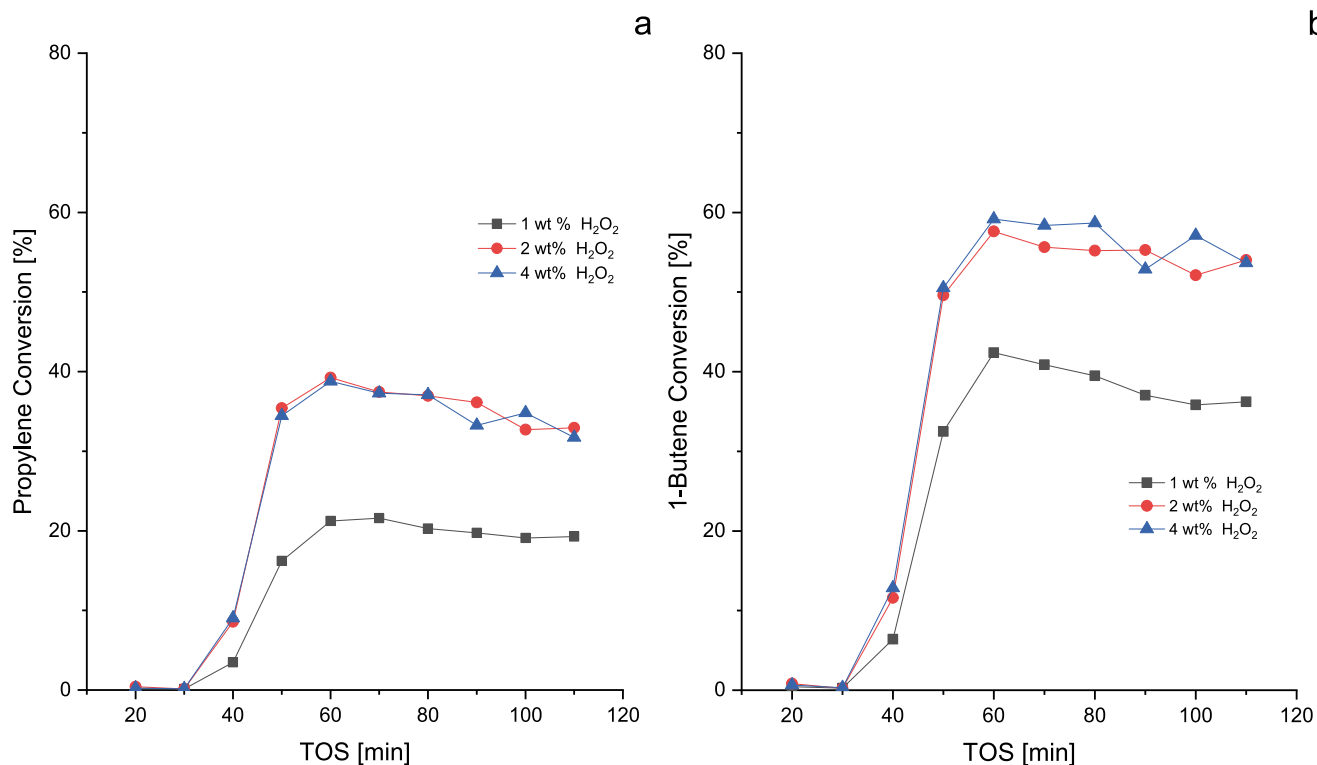 a
80
60
40
20
0
Propylene Conversion [%]
1 wt % H₂O₂
2 wt% H₂O₂
4 wt% H₂O₂
20 40 60 80 100 120
TOS [min]
b
80
60
40
20
0
1-Butene Conversion [%]
1 wt % H₂O₂
2 wt% H₂O₂
4 wt% H₂O₂
20 40 60 80 100 120
TOS [min]